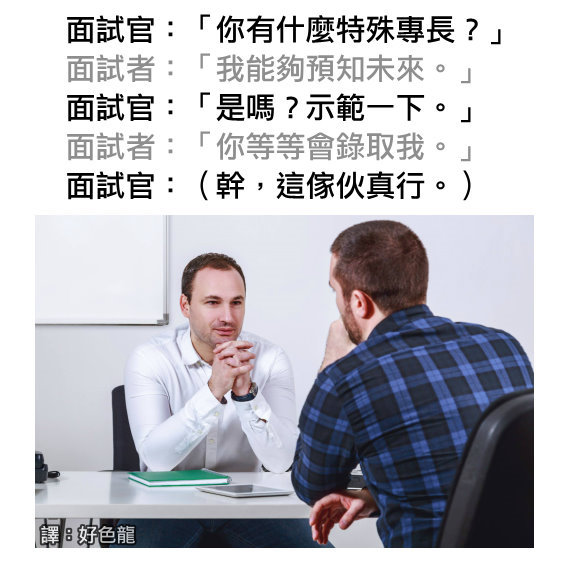 面試官：「你有什麼特殊專長？」
面試者：「我能夠預知未來。」
面試官：「是嗎？示範一下。」
面試者：「你等等會錄取我。」
面試官：（幹，這傢伙真行。）
譯：好色龍